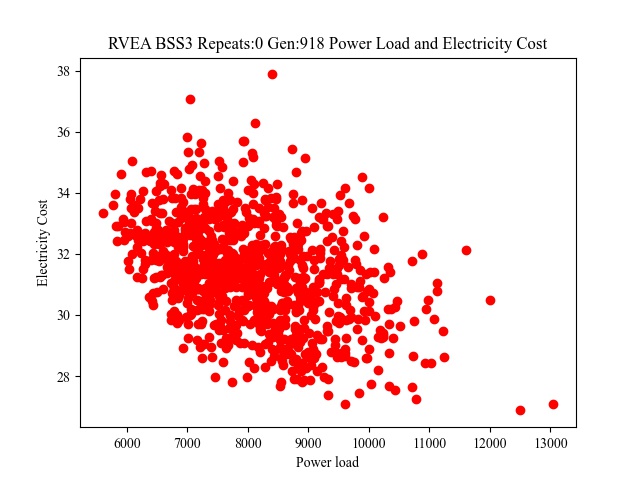 RVEA BSS3 Repeats:0 Gen:918 Power Load and Electricity Cost
38
36
34
32
30
28
Electricity Cost
6000 7000 8000 9000 10000 11000 12000 13000
Power load